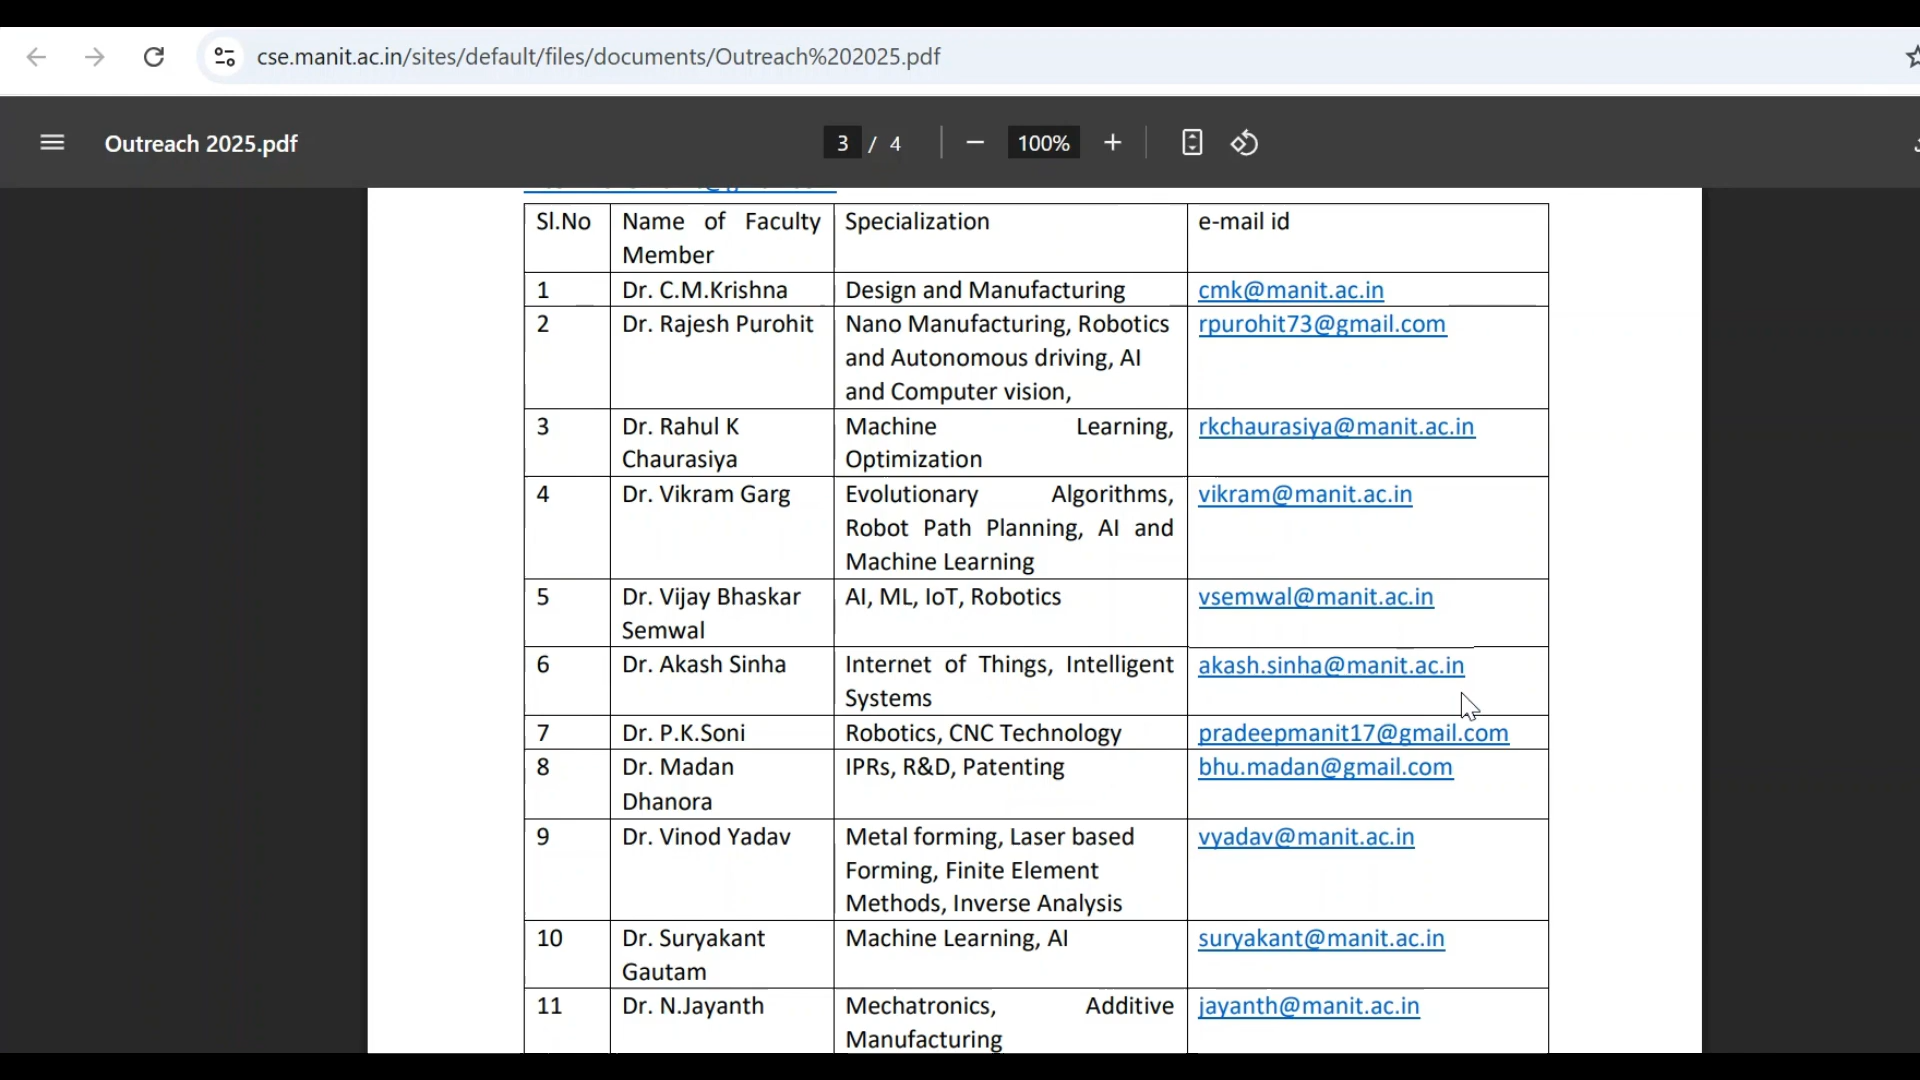 cse.manit.ac.in/sites/default/files/documents/Outreach%202025.pdf
Outreach 2025.pdf
3 / 4
100%
Sl.No Name of Faculty Member Specialization e-mail id
1 Dr. C.M.Krishna Design and Manufacturing cmk@manit.ac.in
2 Dr. Rajesh Purohit Nano Manufacturing, Robotics rpurohit73@gmail.com
and Autonomous driving, AI
and Computer vision,
3 Dr. Rahul K Machine Learning, rkchaurasiya@manit.ac.in
Chaurasiya Optimization
4 Dr. Vikram Garg Evolutionary Algorithms, vikram@manit.ac.in
Robot Path Planning, AI and
Machine Learning
5 Dr. Vijay Bhaskar AI, ML, IoT, Robotics vsemwal@manit.ac.in
Semwal
6 Dr. Akash Sinha Internet of Things, Intelligent akash.sinha@manit.ac.in
Systems
7 Dr. P.K.Soni Robotics, CNC Technology pradeepmanit17@gmail.com
8 Dr. Madan IPRs, R&D, Patenting bhu.madan@gmail.com
Dhanora
9 Dr. Vinod Yadav Metal forming, Laser based vyadav@manit.ac.in
Forming, Finite Element
Methods, Inverse Analysis
10 Dr. Suryakant Machine Learning, AI suryakant@manit.ac.in
Gautam
11 Dr. N.Jayanth Mechatronics, Additive jayanth@manit.ac.in
Manufacturing